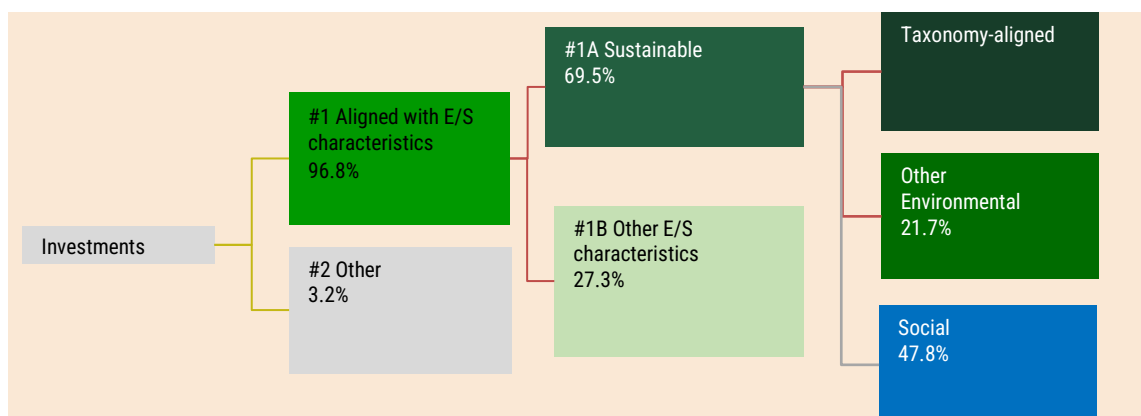 Investments
#1 Aligned with E/S
characteristics
96.8%
#2 Other
3.2%
#1A Sustainable
69.5%
#1B Other E/S
characteristics
27.3%
Taxonomy-aligned
Other
Environmental
21.7%
Social
47.8%